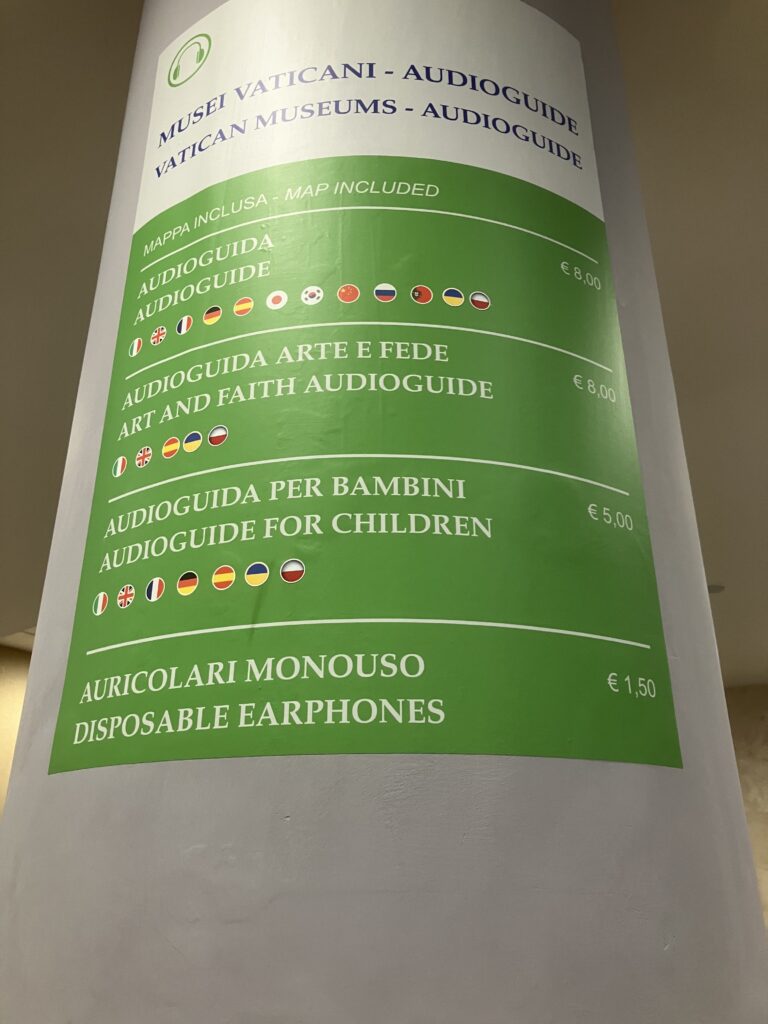 MUSEI VATICANI - AUDIOGUIDE
VATICAN MUSEUMS - AUDIOGUIDE
MAPPA INCLUSA - MAP INCLUDED
AUDIOGUIDA
AUDIOGUIDE
€ 8,00
AUDIOGUIDA ARTE E FEDE
ART AND FAITH AUDIOGUIDE
€ 8,00
AUDIOGUIDA PER BAMBINI
AUDIOGUIDE FOR CHILDREN
€ 5,00
AURICOLARI MONOUSO
DISPOSABLE EARPHONES
€ 1,50